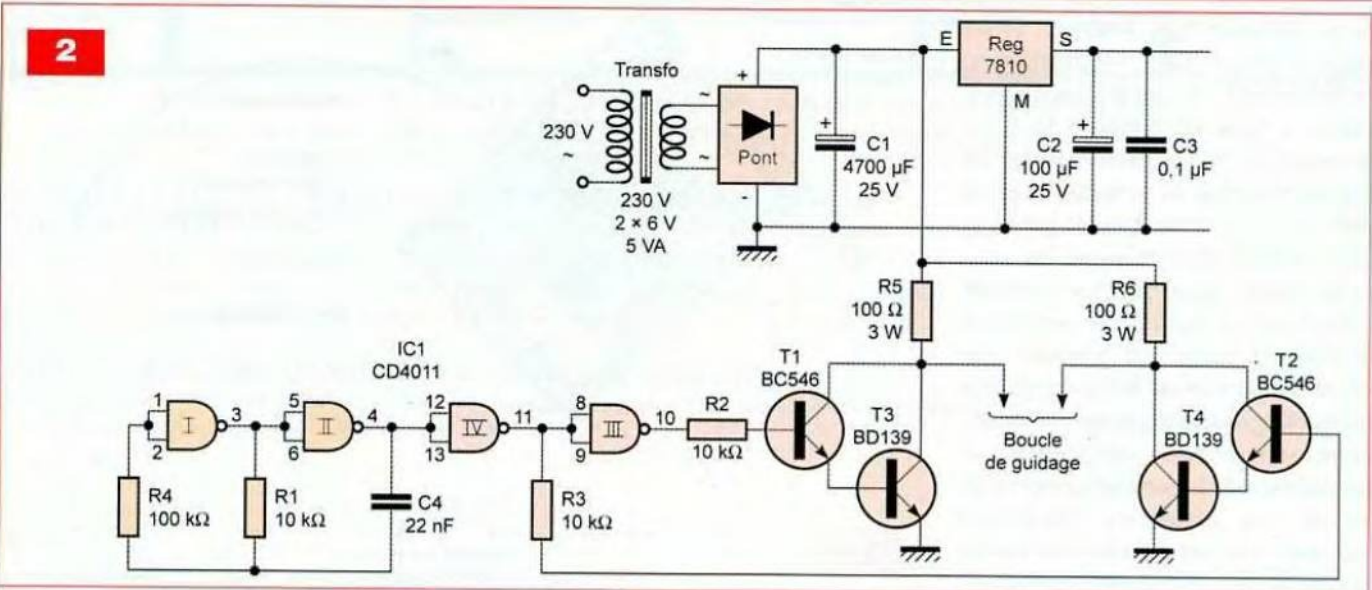 2
Transfo
230 V
~
230 V
2 × 6 V
5 VA
~
~
+
Pont
-
+
C1
4700 µF
25 V
E
Reg
7810
S
M
+
C2
100 µF
25 V
C3
0,1 µF
R5
100 Ω
3 W
R6
100 Ω
3 W
IC1
CD4011
1
2
I
3
5
6
II
4
12
13
IV
11
8
9
III
10
R2
10 kΩ
T1
BC546
T3
BD139
Boucle
de guidage
T4
BD139
T2
BC546
R4
100 kΩ
R1
10 kΩ
C4
22 nF
R3
10 kΩ